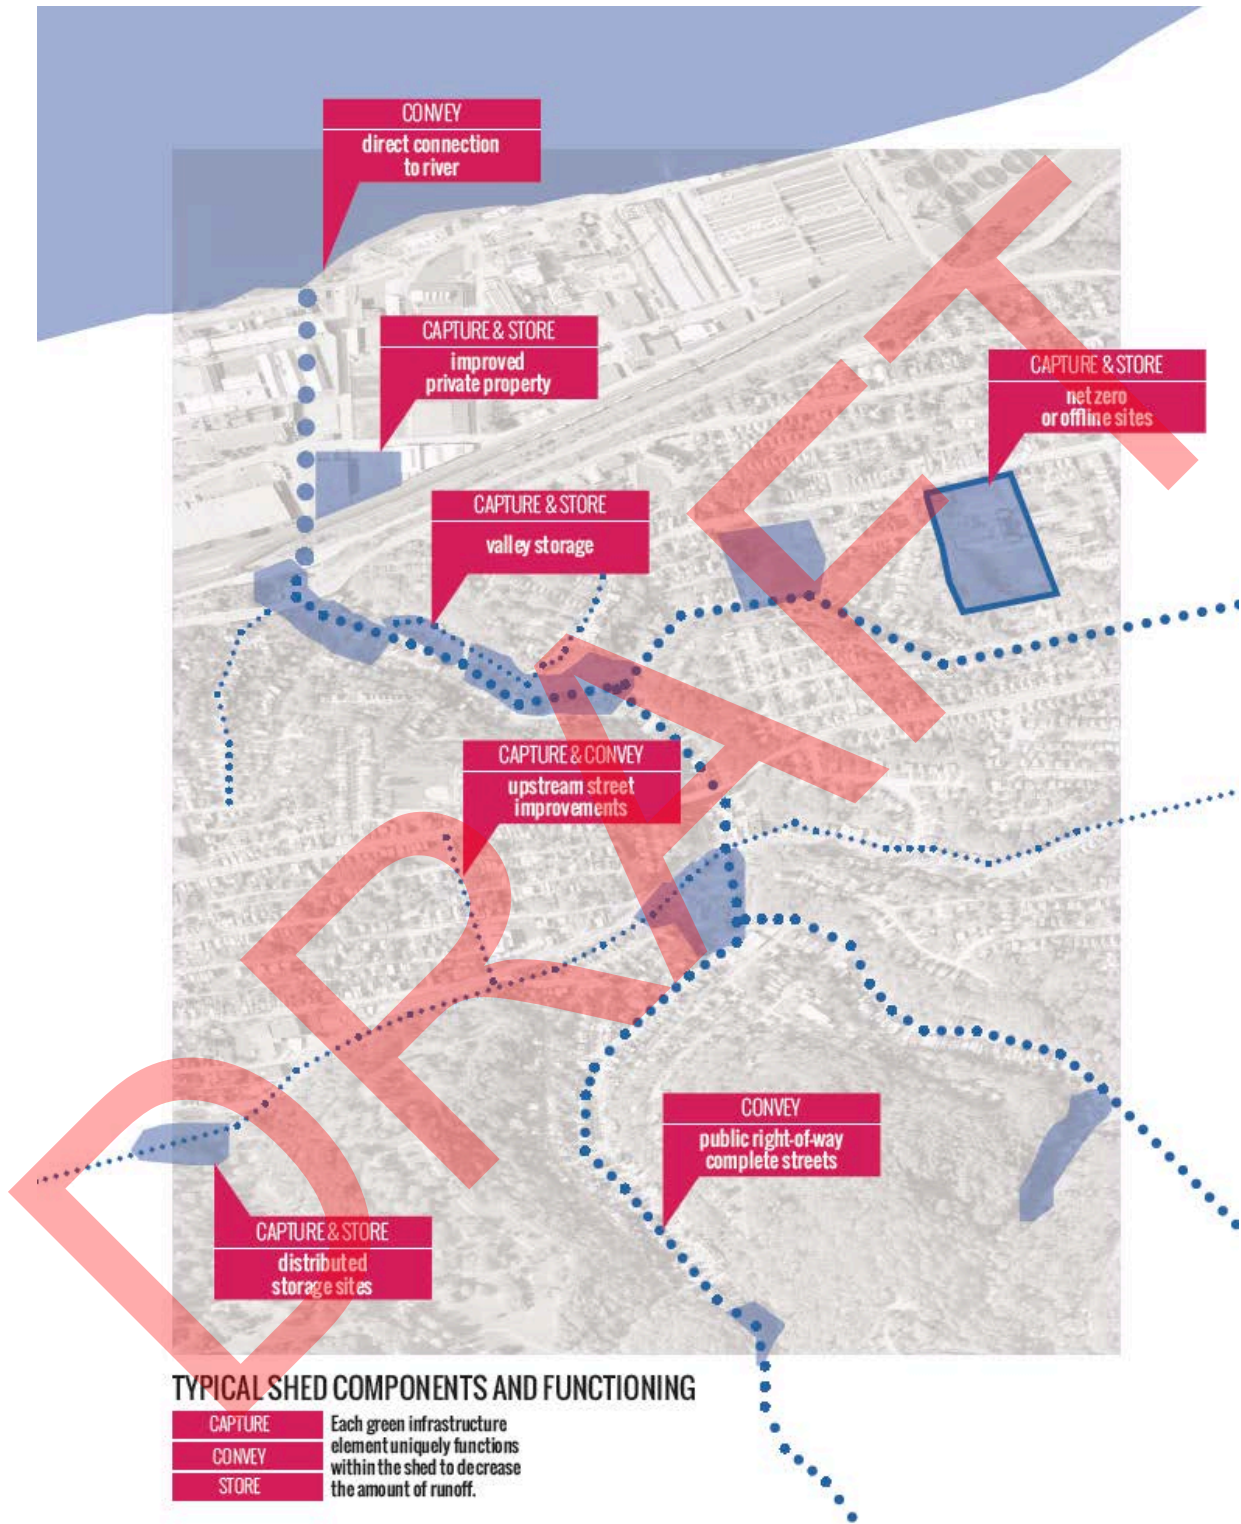 CONVEY
direct connection
to river
CAPTURE & STORE
improved
private property
CAPTURE & STORE
net zero
or offline sites
CAPTURE & STORE
valley storage
CAPTURE & CONVEY
upstream street
improvements
CONVEY
public right-of-way
complete streets
CAPTURE & STORE
distributed
storage sites
DRAFT
TYPICAL SHED COMPONENTS AND FUNCTIONING
CAPTURE
CONVEY
STORE
Each green infrastructure
element uniquely functions
within the shed to decrease
the amount of runoff.